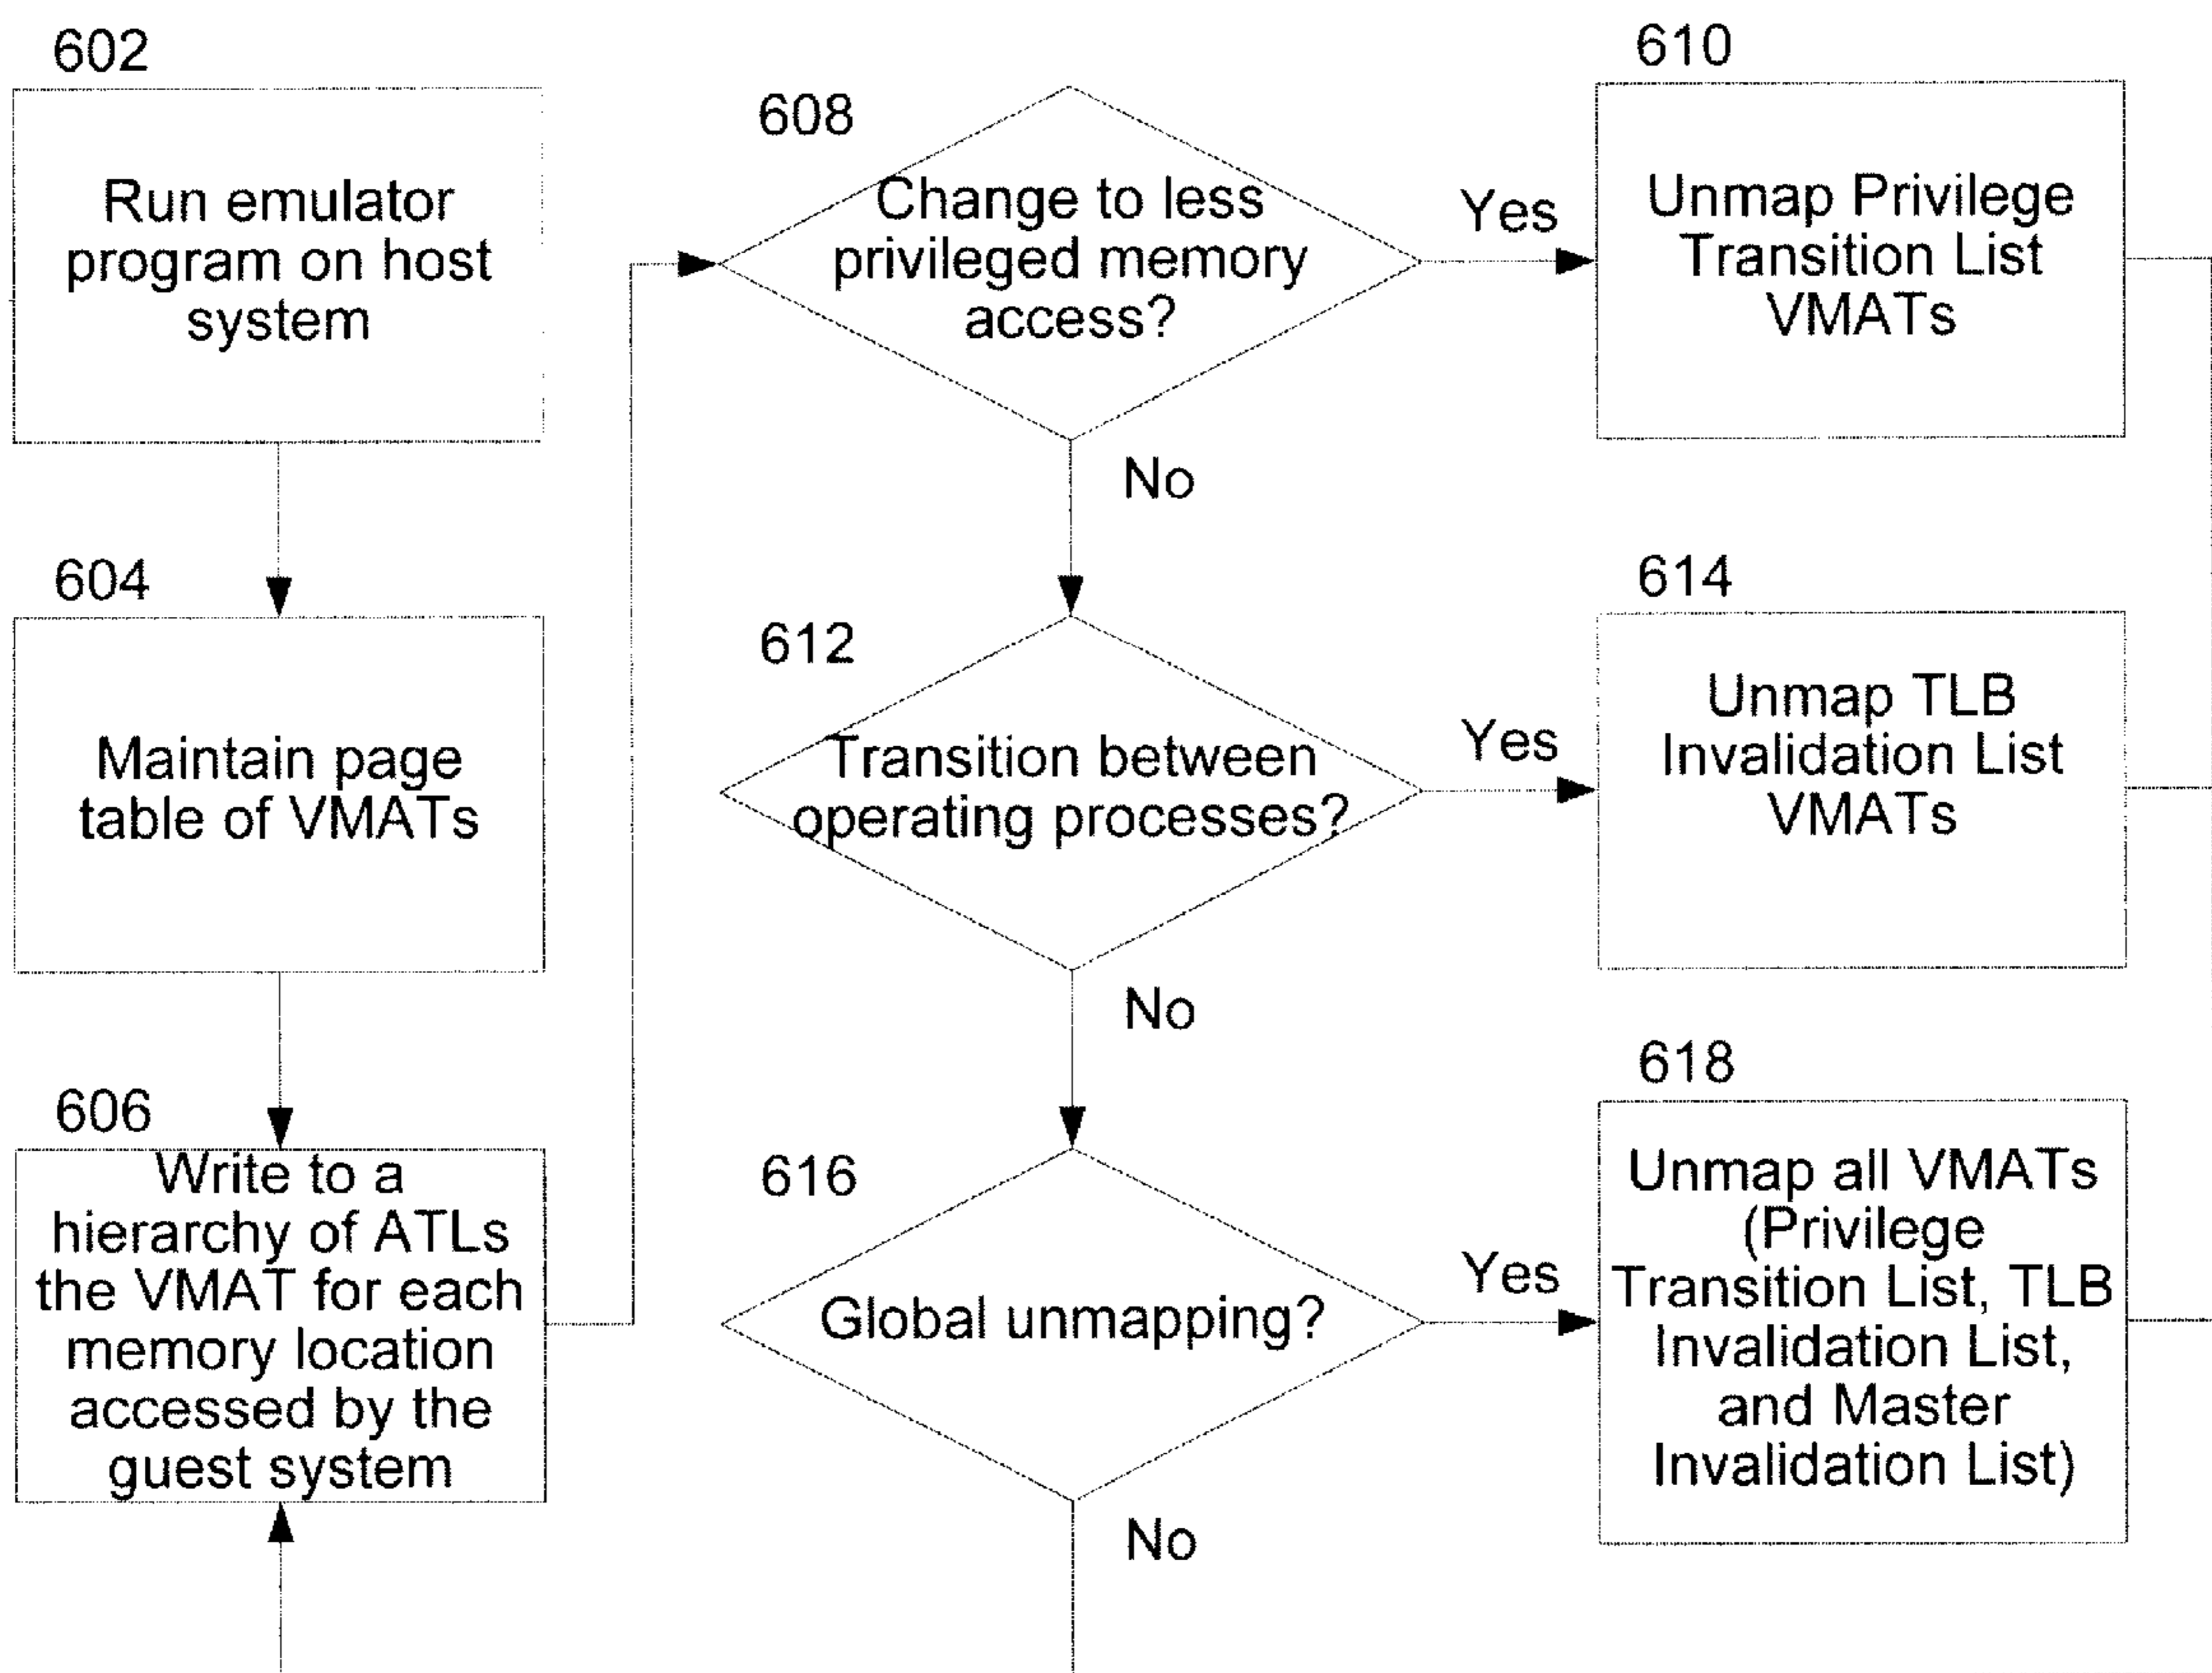 602
Run emulator
program on host
system
604
Maintain page
table of VMATs
606
Write to a
hierarchy of ATLs
the VMAT for each
memory location
accessed by the
guest system
608
Change to less
privileged memory
access?
Yes
No
610
Unmap Privilege
Transition List
VMATs
612
Transition between
operating processes?
Yes
No
614
Unmap TLB
Invalidation List
VMATs
616
Global unmapping?
Yes
No
618
Unmap all VMATs
(Privilege
Transition List, TLB
Invalidation List,
and Master
Invalidation List)